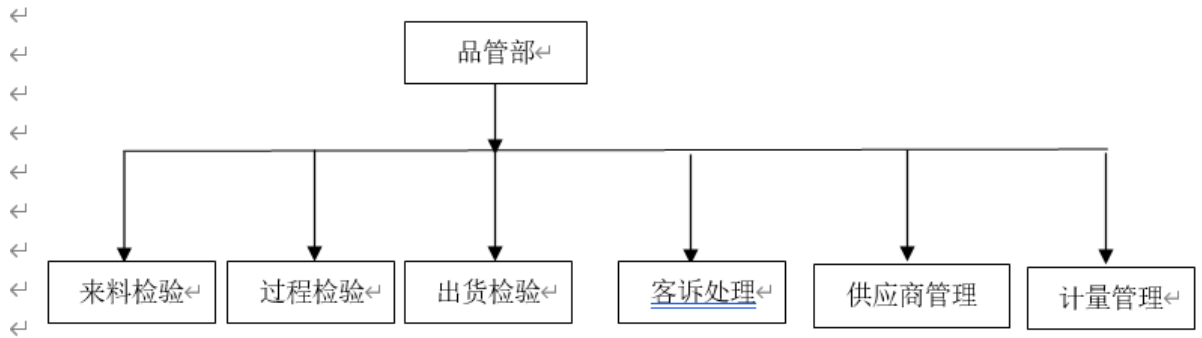 品管部
来料检验
过程检验
出货检验
客诉处理
供应商管理
计量管理